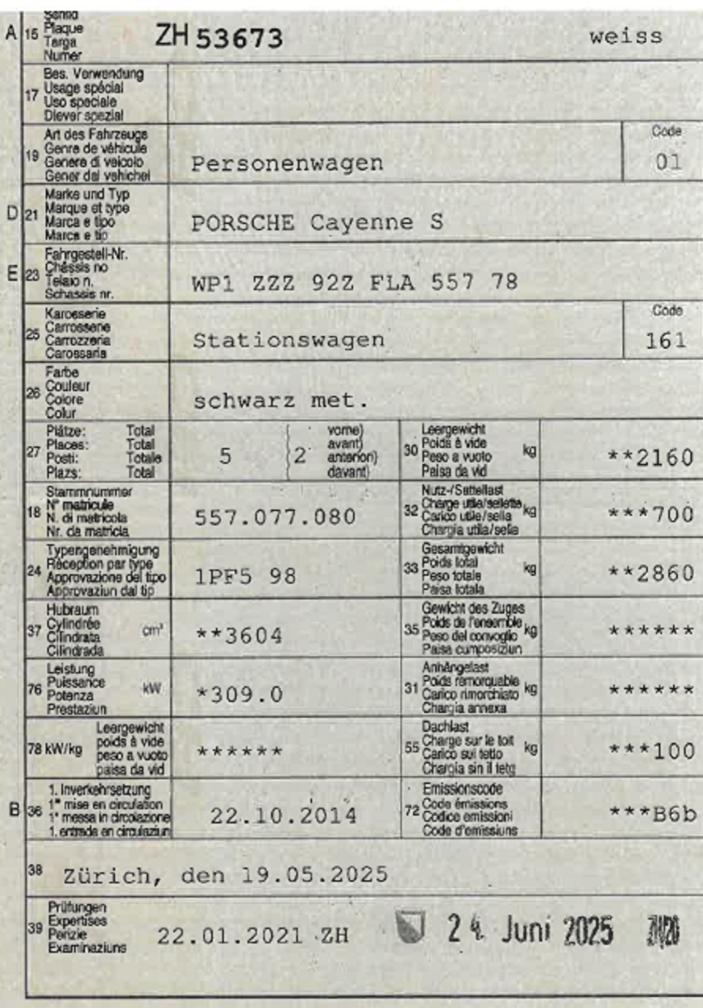 A 15 Schild
Plaque
Targa
Numer
ZH 53673 weiss
17 Bes. Verwendung
Usage spécial
Uso speciale
Diever spezial
19 Art des Fahrzeugs
Genre de véhicule
Genere di veicolo
Gener dal vehichel
Personenwagen
Code
01
D 21 Marke und Typ
Marque et type
Marca e tipo
Marca e tip
PORSCHE Cayenne S
E 23 Fahrgestell-Nr.
Châssis no
Telaio n.
Schassis nr.
WP1 ZZZ 92Z FLA 557 78
25 Karosserie
Carrosserie
Carrozzeria
Carossaria
Stationswagen
Code
161
26 Farbe
Couleur
Colore
Colur
schwarz met.
27 Plätze: Total
Places: Total
Posti: Totale
Plazs: Total
5 ( 2 vorne)
avant)
anteriori)
davant)
30 Leergewicht
Poids à vide
Peso a vuoto
Paisa da vid
kg
**2160
18 Stammnummer
N° matricule
N. di matricola
Nr. da matricla
557.077.080
32 Nutz-/Sattellast
Charge utile/sellette
Carico utile/sella
Chargia utila/sella
kg
***700
24 Typengenehmigung
Réception par type
Approvazione del tipo
Approvaziun dal tip
1PF5 98
33 Gesamtgewicht
Poids total
Peso totale
Paisa totala
kg
**2860
37 Hubraum
Cylindrée
Cilindrata
Cilindrada
cm³
**3604
35 Gewicht des Zuges
Poids de l'ensemble
Peso del convoglio
Paisa cumposiziun
kg
******
76 Leistung
Puissance
Potenza
Prestaziun
kW
*309.0
31 Anhängelast
Poids remorquable
Carico rimorchiato
Chargia annexa
kg
******
78 kW/kg
Leergewicht
poids à vide
peso a vuoto
paisa da vid
******
55 Dachlast
Charge sur le toit
Carico sul tetto
Chargia sin il tetg
kg
***100
B 36 1. Inverkehrsetzung
1re mise en circulation
1a messa in circolazione
1. entrada en circulaziun
22.10.2014
72 Emissionscode
Code émissions
Codice emissioni
Code d'emissiuns
***B6b
38 Zürich, den 19.05.2025
39 Prüfungen
Expertises
Perizie
Examinaziuns
22.01.2021 ZH 24. Juni 2025